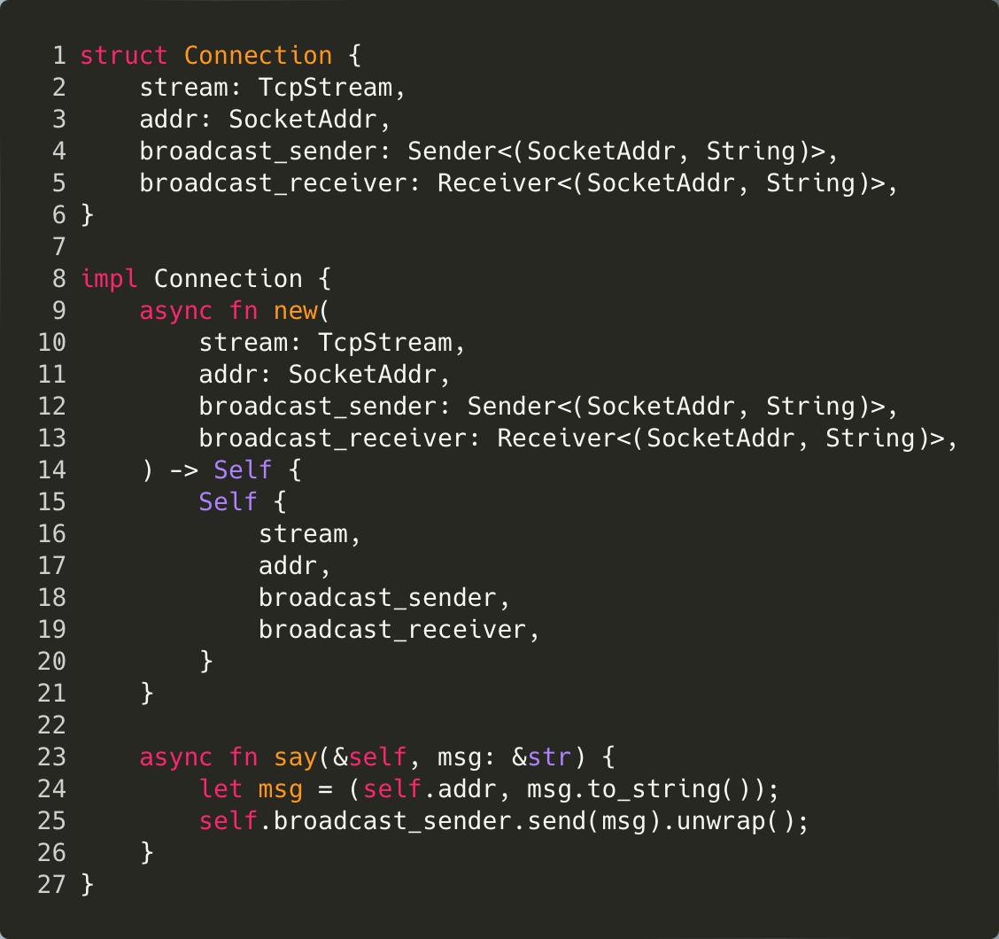 1 struct Connection {
2     stream: TcpStream,
3     addr: SocketAddr,
4     broadcast_sender: Sender<(SocketAddr, String)>,
5     broadcast_receiver: Receiver<(SocketAddr, String)>,
6 }
7
8 impl Connection {
9     async fn new(
10         stream: TcpStream,
11         addr: SocketAddr,
12         broadcast_sender: Sender<(SocketAddr, String)>,
13         broadcast_receiver: Receiver<(SocketAddr, String)>,
14     ) -> Self {
15         Self {
16             stream,
17             addr,
18             broadcast_sender,
19             broadcast_receiver,
20         }
21     }
22
23     async fn say(&self, msg: &str) {
24         let msg = (self.addr, msg.to_string());
25         self.broadcast_sender.send(msg).unwrap();
26     }
27 }